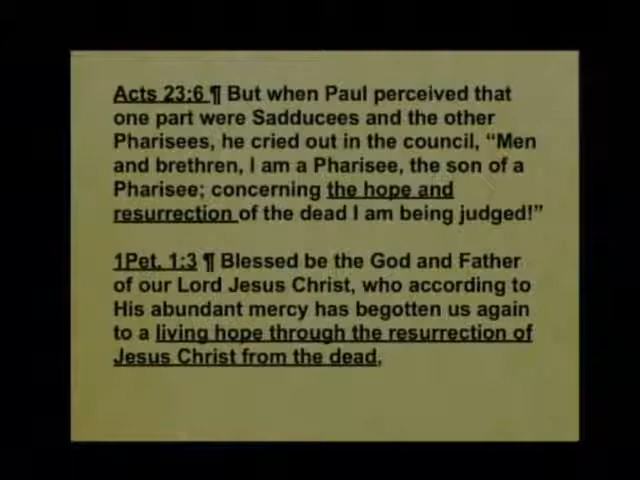 Acts 23:6 ¶ But when Paul perceived that
one part were Sadducees and the other
Pharisees, he cried out in the council, “Men
and brethren, I am a Pharisee, the son of a
Pharisee; concerning the hope and
resurrection of the dead I am being judged!”
1Pet. 1:3 ¶ Blessed be the God and Father
of our Lord Jesus Christ, who according to
His abundant mercy has begotten us again
to a living hope through the resurrection of
Jesus Christ from the dead,